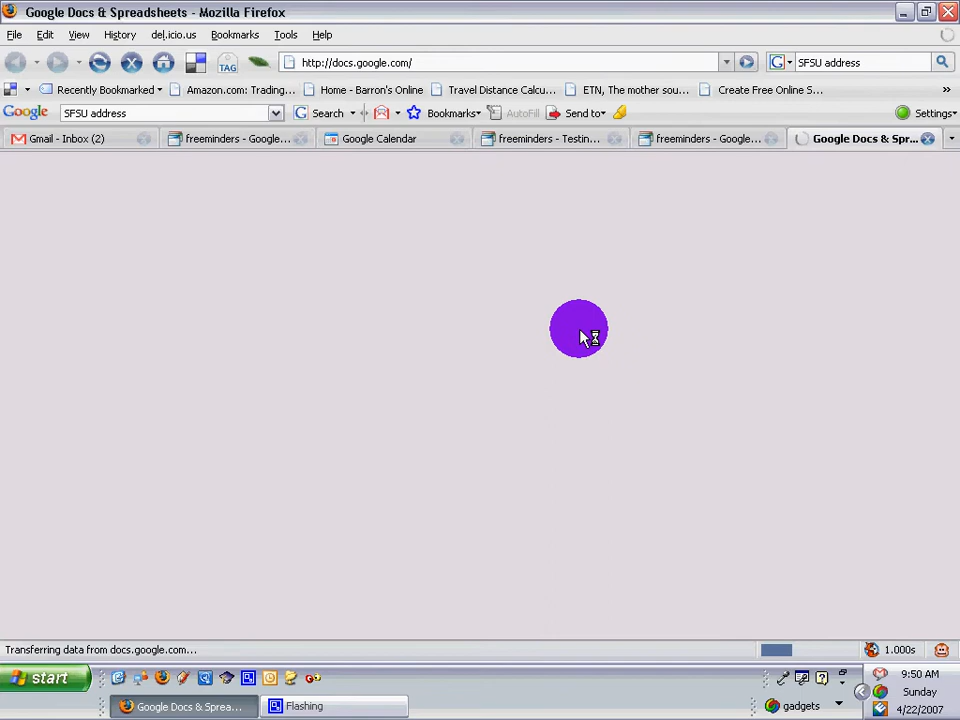 Google Docs & Spreadsheets - Mozilla Firefox
File Edit View History del.icio.us Bookmarks Tools Help
TAG http://docs.google.com/ G SFSU address
Recently Bookmarked Amazon.com: Trading... Home - Barron's Online Travel Distance Calcu... ETN, The mother sou... Create Free Online S... »
Google SFSU address G Search Bookmarks AutoFill Send to Settings
Gmail - Inbox (2) freeminders - Google... Google Calendar freeminders - Testin... freeminders - Google... Google Docs & Spr...
Transferring data from docs.google.com... 1.000s
start 9:50 AM
Sunday
Google Docs & Sprea... Flashing gadgets 4/22/2007